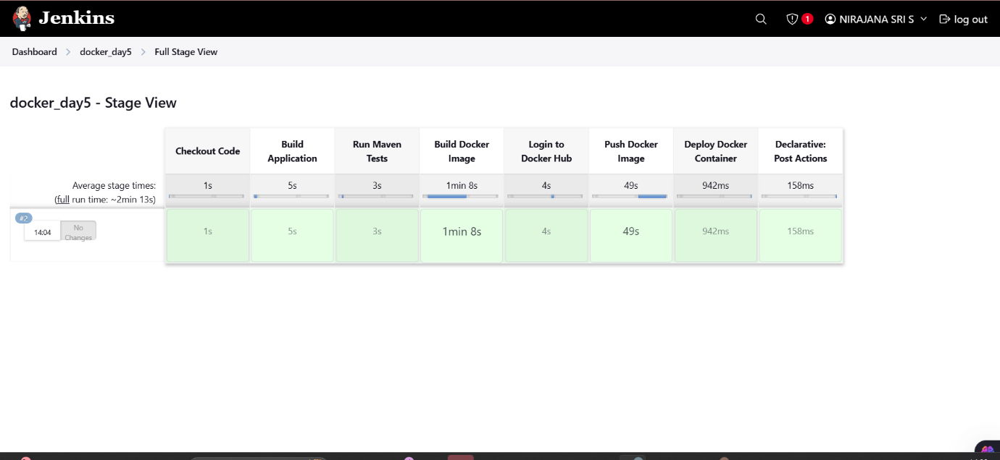 Jenkins
1
NIRAJANA SRI S
log out
Dashboard
docker_day5
Full Stage View
docker_day5 - Stage View
Checkout Code
Build
Application
Run Maven
Tests
Build Docker
Image
Login to
Docker Hub
Push Docker
Image
Deploy Docker
Container
Declarative:
Post Actions
Average stage times:
(full run time: ~2min 13s)
1s
5s
3s
1min 8s
4s
49s
942ms
158ms
#2
14:04
No
Changes
1s
5s
3s
1min 8s
4s
49s
942ms
158ms